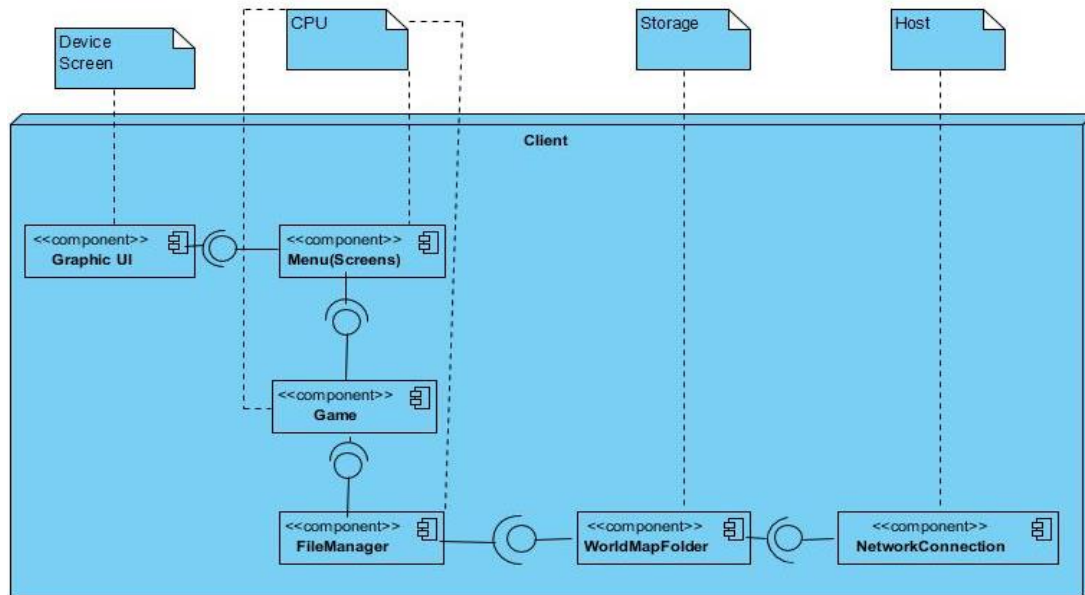 Device
Screen
CPU
Storage
Host
Client
<<component>>
Graphic UI
<<component>>
Menu(Screens)
<<component>>
Game
<<component>>
FileManager
<<component>>
WorldMapFolder
<<component>>
NetworkConnection